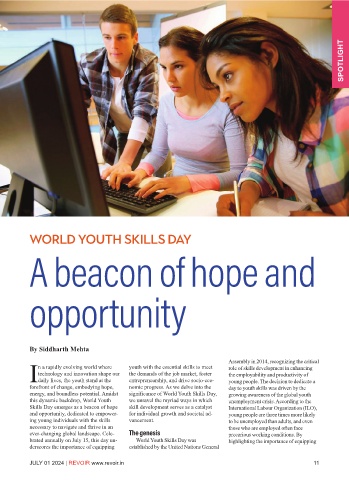 SPOTLIGHT
WORLD YOUTH SKILLS DAY
A beacon of hope and
opportunity
By Siddharth Mehta
In a rapidly evolving world where
technology and innovation shape our
daily lives, the youth stand at the
forefront of change, embodying hope,
energy, and boundless potential. Amidst
this dynamic backdrop, World Youth
Skills Day emerges as a beacon of hope
and opportunity, dedicated to empower-
ing young individuals with the skills
necessary to navigate and thrive in an
ever-changing global landscape. Cele-
brated annually on July 15, this day un-
derscores the importance of equipping
youth with the essential skills to meet
the demands of the job market, foster
entrepreneurship, and drive socio-eco-
nomic progress. As we delve into the
significance of World Youth Skills Day,
we unravel the myriad ways in which
skill development serves as a catalyst
for individual growth and societal ad-
vancement.
The genesis
World Youth Skills Day was
established by the United Nations General
Assembly in 2014, recognizing the critical
role of skills development in enhancing
the employability and productivity of
young people. The decision to dedicate a
day to youth skills was driven by the
growing awareness of the global youth
unemployment crisis. According to the
International Labour Organization (ILO),
young people are three times more likely
to be unemployed than adults, and even
those who are employed often face
precarious working conditions. By
highlighting the importance of equipping
JULY 01 2024 | REVOIR www.revoir.in
11